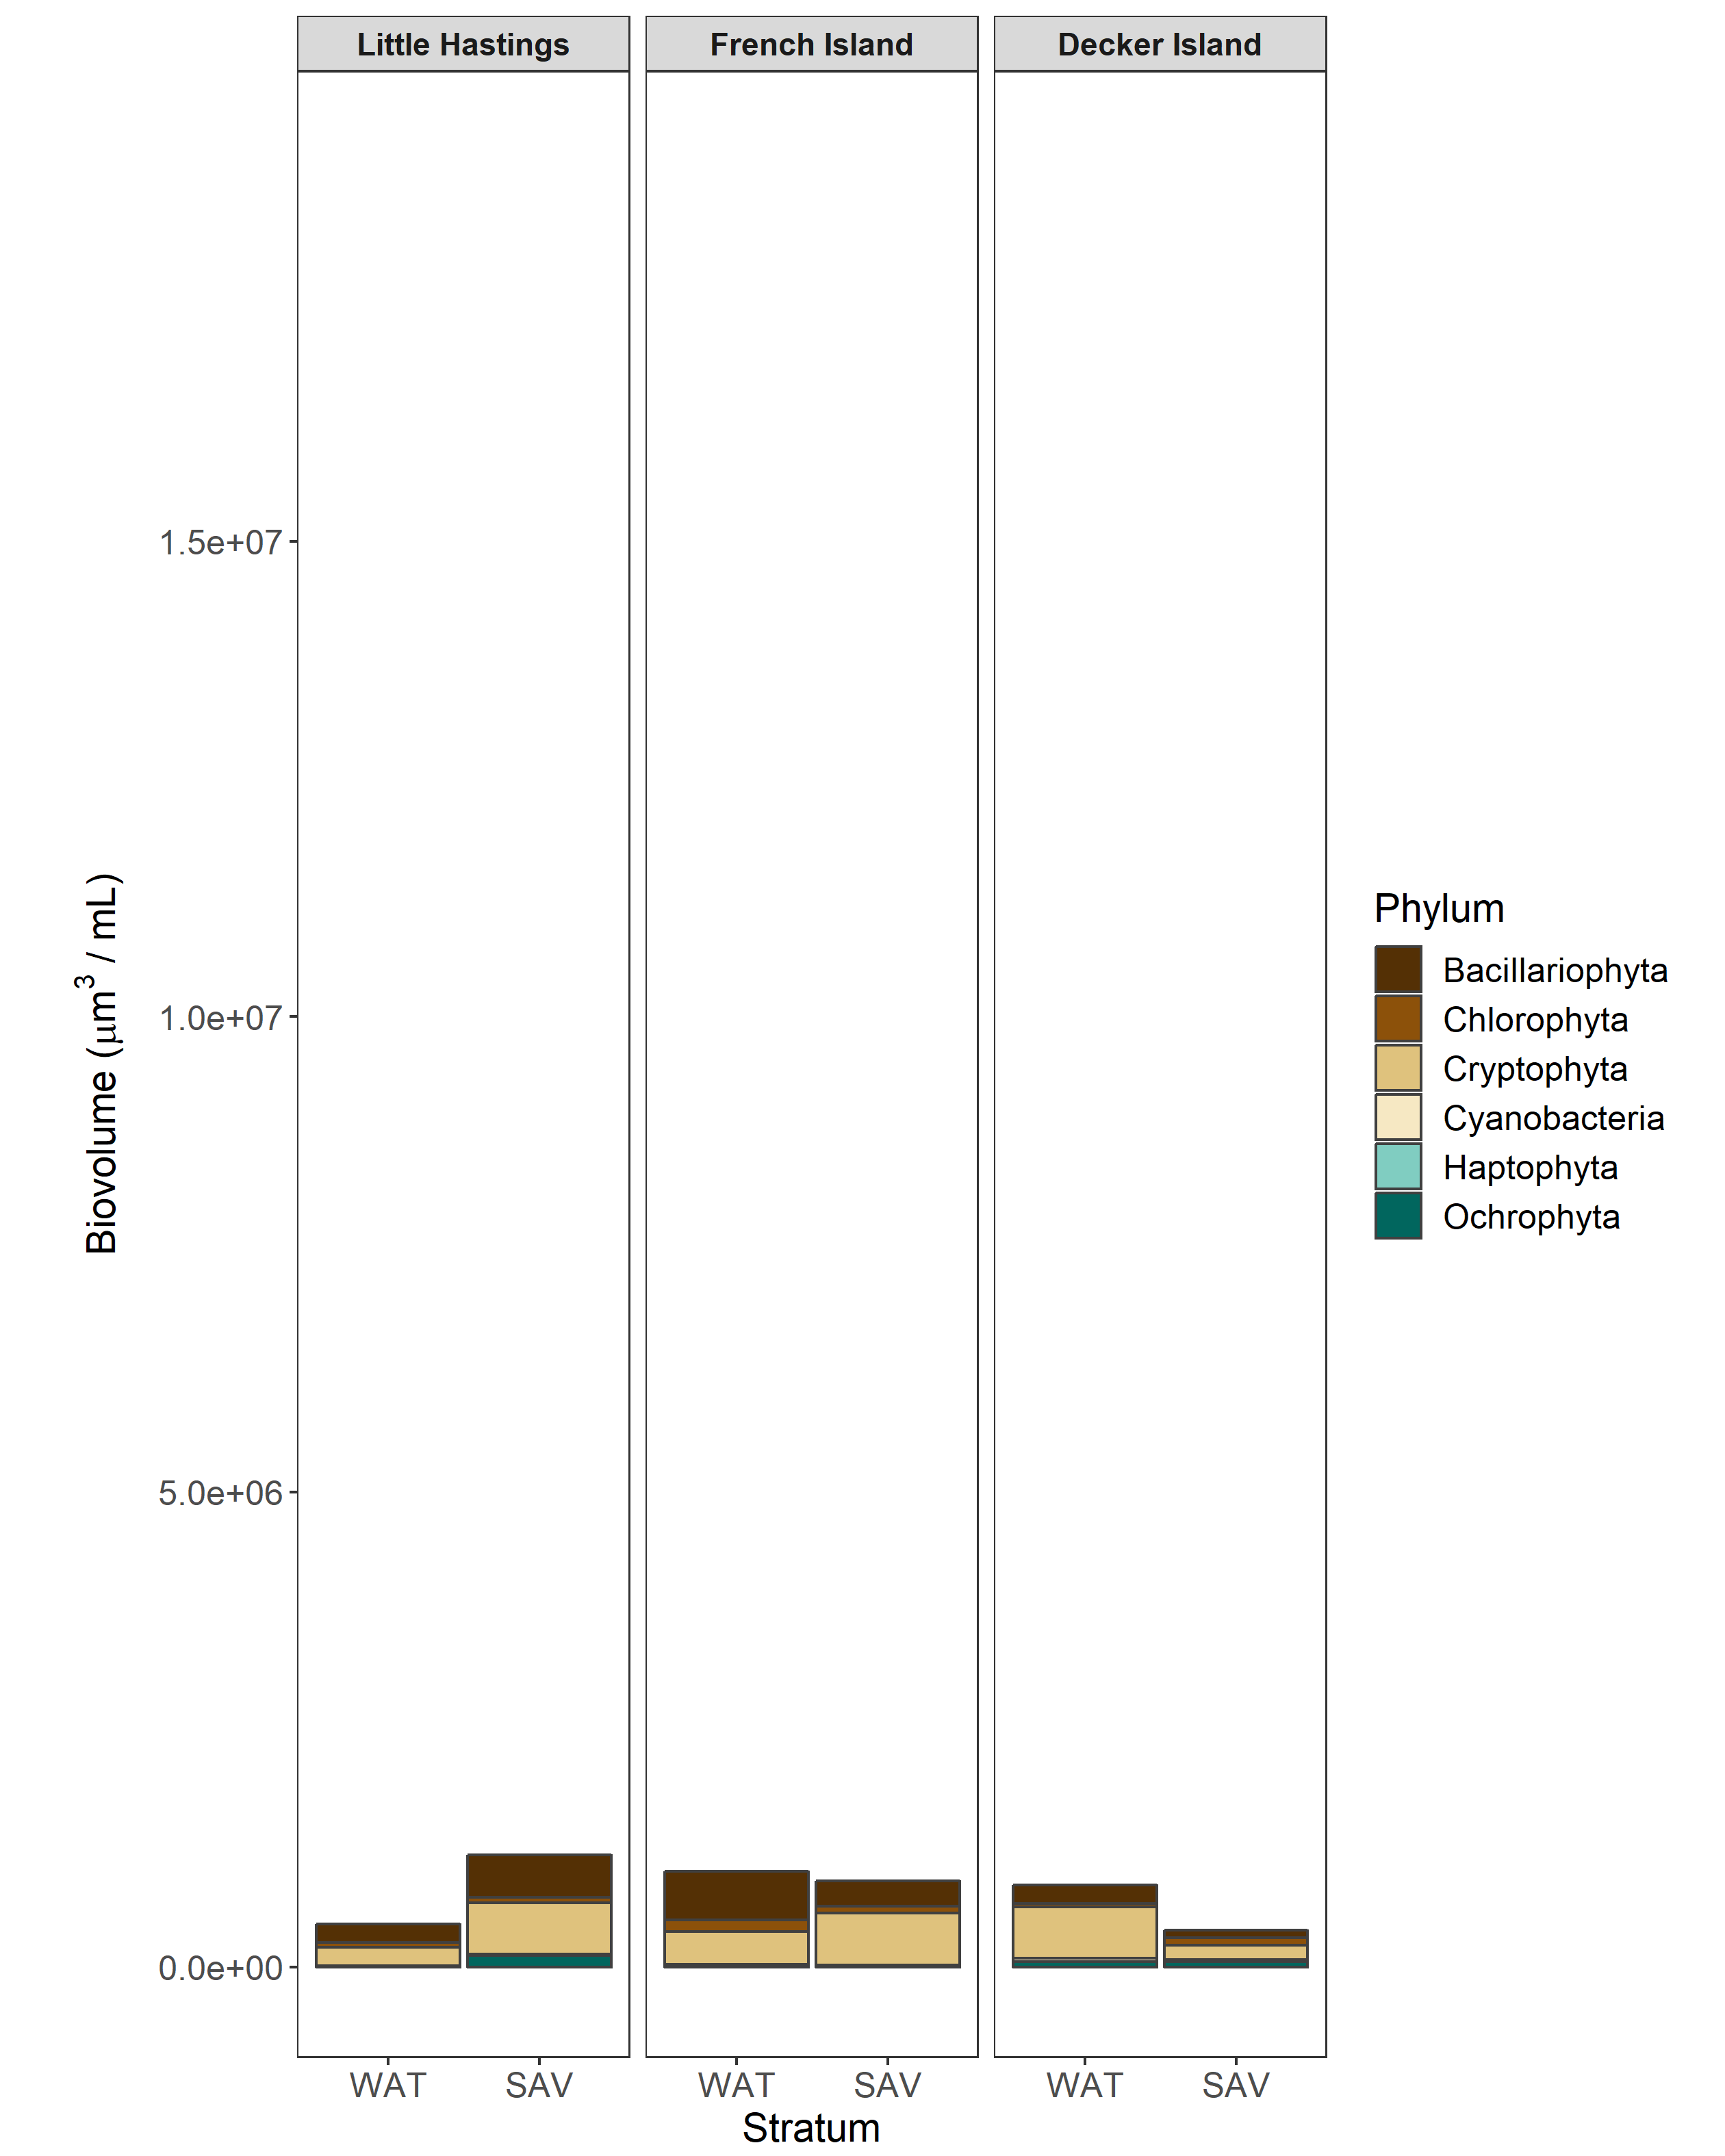 Little Hastings
French Island
Decker Island
1.5e+07
1.0e+07
5.0e+06
0.0e+00
Biovolume (μm³ / mL)
WAT SAV WAT SAV WAT SAV
Stratum
Phylum
Bacillariophyta
Chlorophyta
Cryptophyta
Cyanobacteria
Haptophyta
Ochrophyta